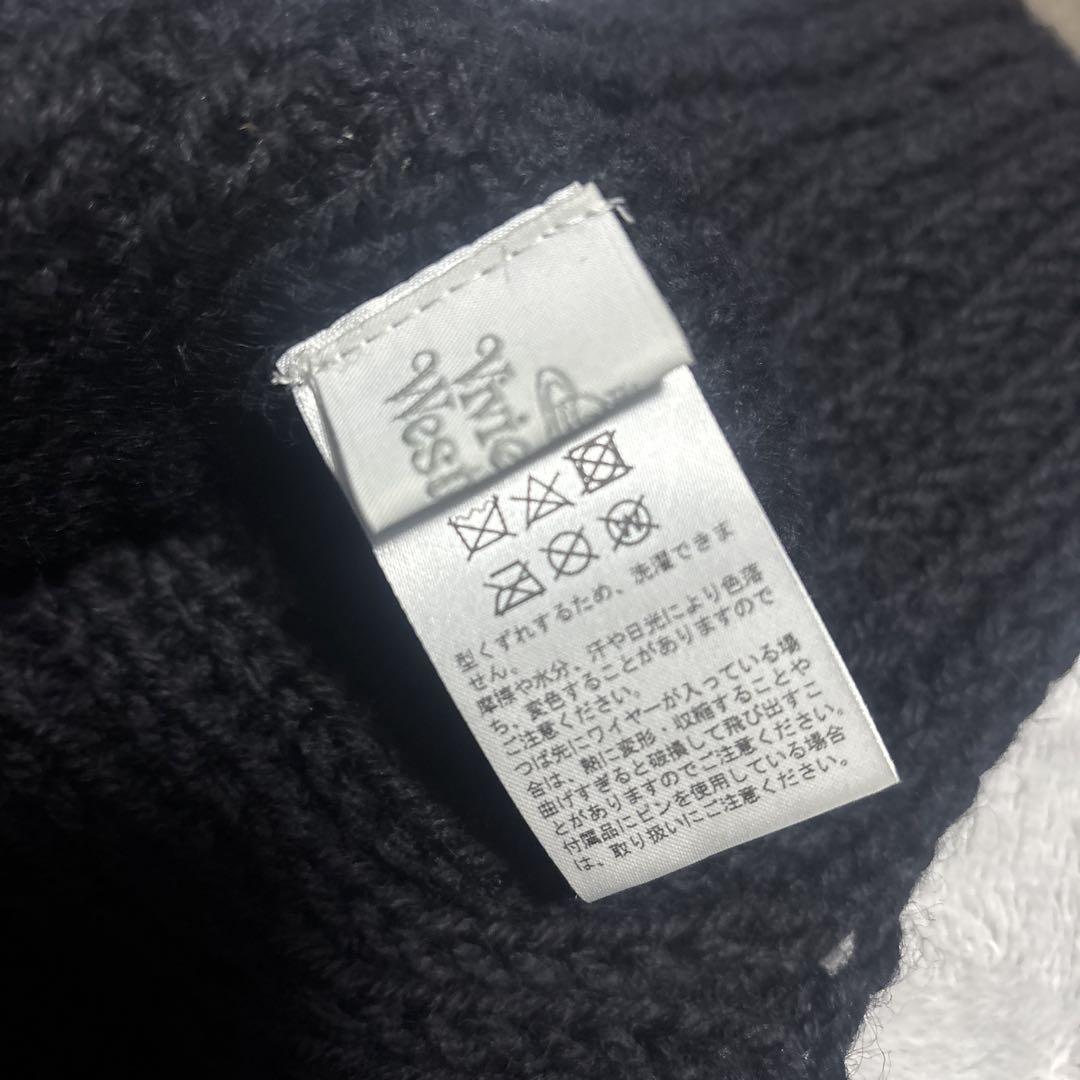 Vivie
West
型くずれするため、洗濯できま
せん。
摩擦や水分、汗や日光により色落
ち、変色することがありますので
ご注意ください。
つば先にワイヤーが入っている場
合は、熱に変形・収縮することや
曲げすぎると破損して飛び出すこ
とがありますのでご注意ください。
付属品にピンを使用している場合
は、取り扱いにご注意ください。